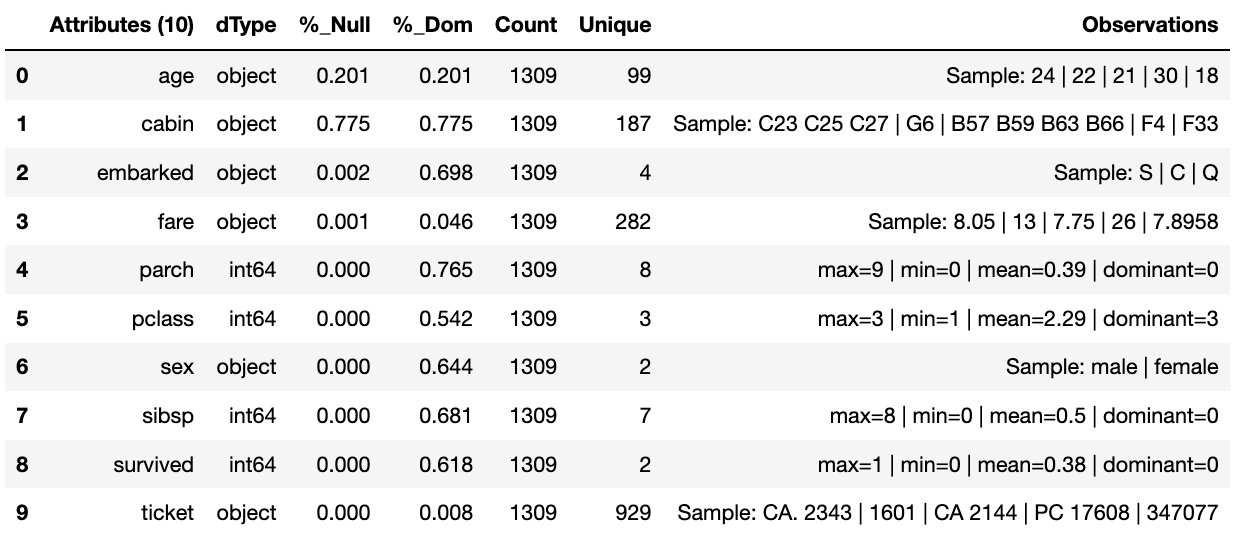 Attributes (10) dType %_Null %_Dom Count Unique Observations
0 age object 0.201 0.201 1309 99 Sample: 24 | 22 | 21 | 30 | 18
1 cabin object 0.775 0.775 1309 187 Sample: C23 C25 C27 | G6 | B57 B59 B63 B66 | F4 | F33
2 embarked object 0.002 0.698 1309 4 Sample: S | C | Q
3 fare object 0.001 0.046 1309 282 Sample: 8.05 | 13 | 7.75 | 26 | 7.8958
4 parch int64 0.000 0.765 1309 8 max=9 | min=0 | mean=0.39 | dominant=0
5 pclass int64 0.000 0.542 1309 3 max=3 | min=1 | mean=2.29 | dominant=3
6 sex object 0.000 0.644 1309 2 Sample: male | female
7 sibsp int64 0.000 0.681 1309 7 max=8 | min=0 | mean=0.5 | dominant=0
8 survived int64 0.000 0.618 1309 2 max=1 | min=0 | mean=0.38 | dominant=0
9 ticket object 0.000 0.008 1309 929 Sample: CA. 2343 | 1601 | CA 2144 | PC 17608 | 347077